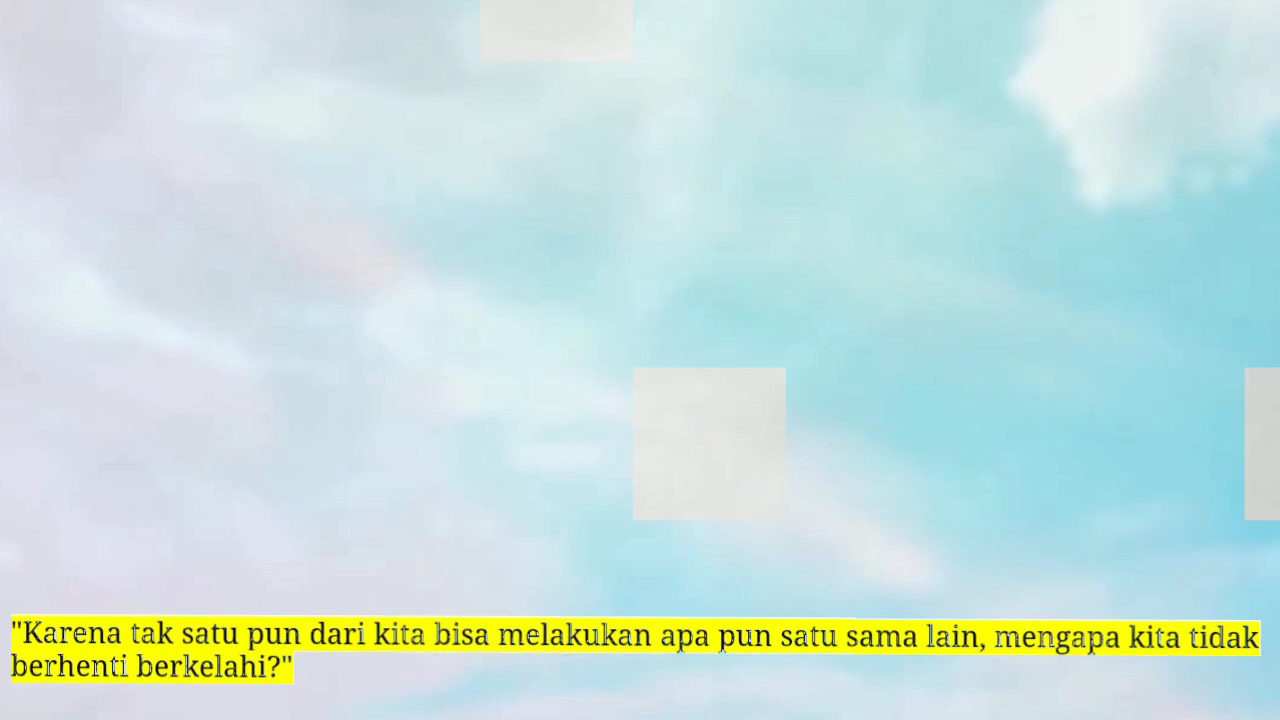 "Karena tak satu pun dari kita bisa melakukan apa pun satu sama lain, mengapa kita tidak
berhenti berkelahi?"